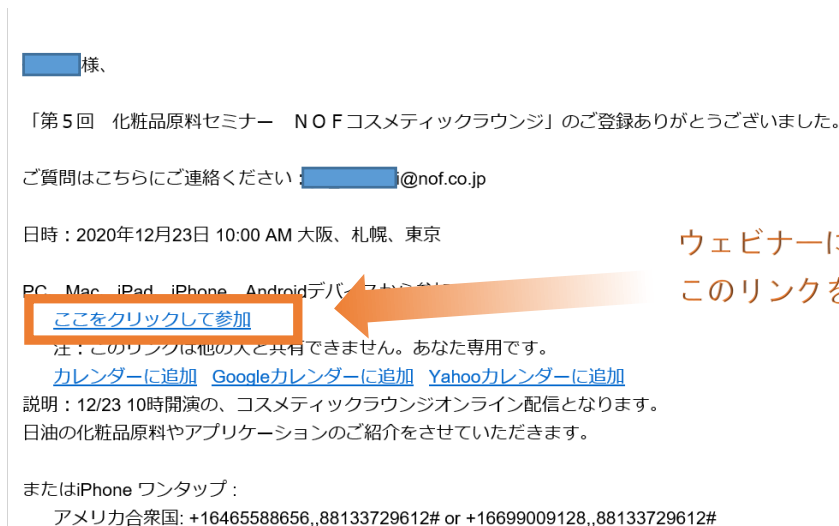 様、
「第5回　化粧品原料セミナー　ＮＯＦコスメティックラウンジ」のご登録ありがとうございました。
ご質問はこちらにご連絡ください：i@nof.co.jp
日時：2020年12月23日 10:00 AM 大阪、札幌、東京
PC、Mac、iPad、iPhone、Androidデバイスから参
ウェビナーに
このリンクを
ここをクリックして参加
注：このリンクは他の人と共有できません。あなた専用です。
カレンダーに追加 Googleカレンダーに追加 Yahooカレンダーに追加
説明：12/23 10時開演の、コスメティックラウンジオンライン配信となります。
日油の化粧品原料やアプリケーションのご紹介をさせていただきます。
またはiPhone ワンタップ：
アメリカ合衆国: +16465588656,,88133729612# or +16699009128,,88133729612#